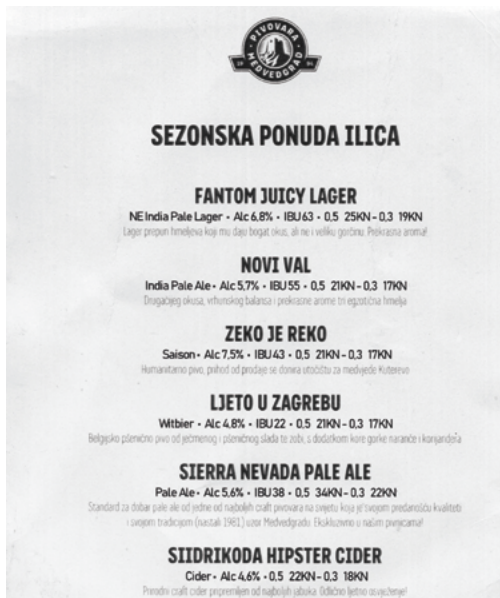 PIVOVARA
MEDVEDGRAD
SEZONSKA PONUDA ILICA
FANTOM JUICY LAGER
NE India Pale Lager • Alc 6,8% • IBU 63 • 0,5 25KN - 0,3 19KN
Lager prepun hmeljeva koji mu daju bogat okus, ali ne i veliku gorčinu. Prekrasna aroma!
NOVI VAL
India Pale Ale • Alc 5,7% • IBU 55 • 0,5 21KN - 0,3 17KN
Drugačijeg okusa, vrhunskog balansa i prekrasne arome tri egzotična hmelja
ZEKO JE REKO
Saison • Alc 7,5% • IBU 43 • 0,5 21KN - 0,3 17KN
Humanitarno pivo, prihod od prodaje se donira utočištu za medvjede Kuterevo
LJETO U ZAGREBU
Witbier • Alc 4,8% • IBU 22 • 0,5 21KN - 0,3 17KN
Belgijsko pšenično pivo od ječmenog i pšeničnog slada te zobi, s dodatkom kore gorke naranče i korijandera
SIERRA NEVADA PALE ALE
Pale Ale • Alc 5,6% • IBU 38 • 0,5 34KN - 0,3 22KN
Standard za dobar pale ale od jedne od najboljih craft pivovara na svijetu koja je svojom predanošću kvaliteti
i svojom tradicijom (nastali 1981.) uzor Medvedgradu. Ekskluzivno u našim pivnicama!
SIIDRIKODA HIPSTER CIDER
Cider • Alc 4,6% • 0,5 22KN - 0,3 18KN
Prirodni craft cider pripremljen od najboljih jabuka. Odlično ljetno osvježenje!